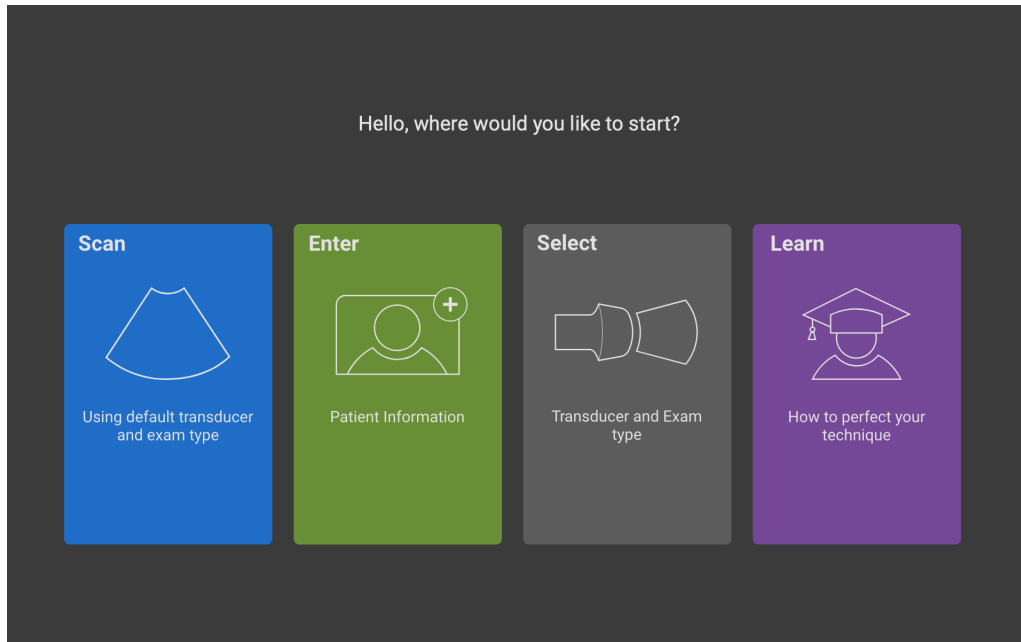 Hello, where would you like to start?
Scan
Using default transducer
and exam type
Enter
Patient Information
Select
Transducer and Exam
type
Learn
How to perfect your
technique